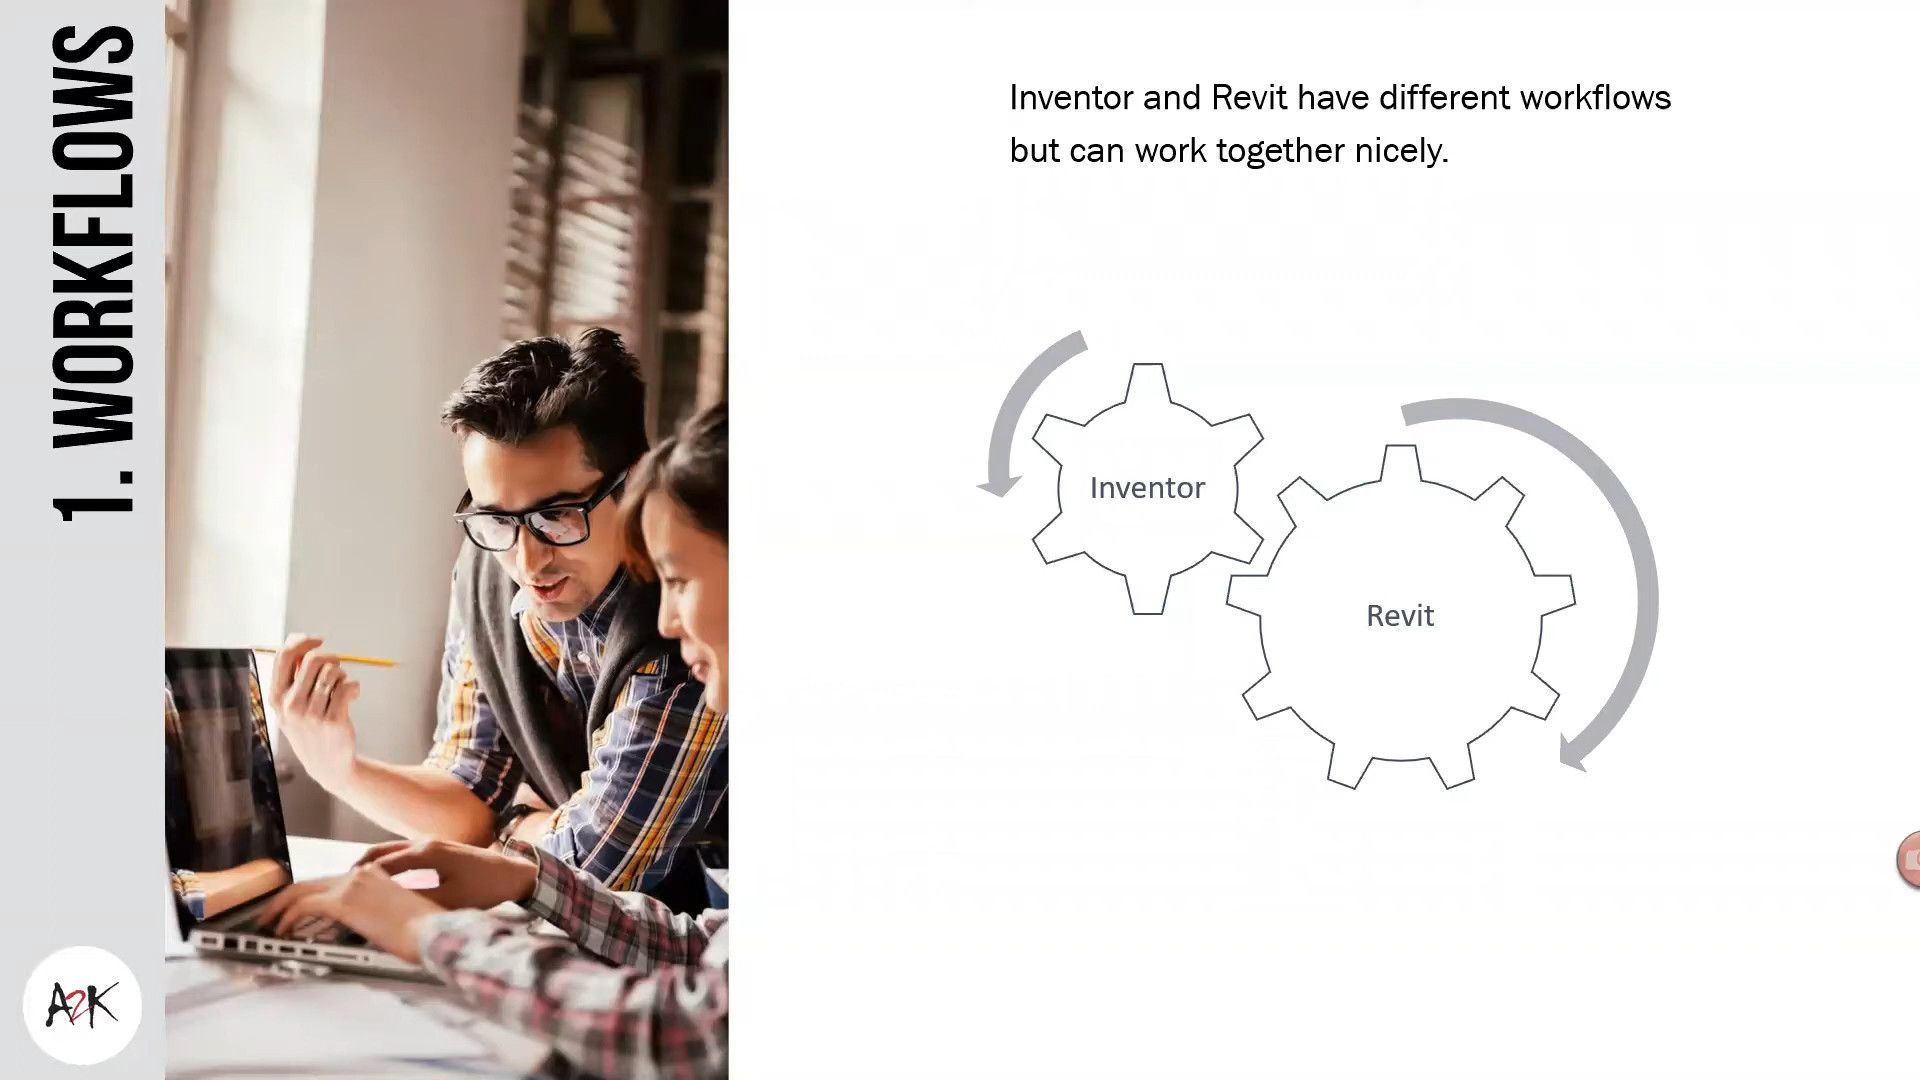 1. WORKFLOWS
Inventor and Revit have different workflows
but can work together nicely.
Inventor
Revit
A2K